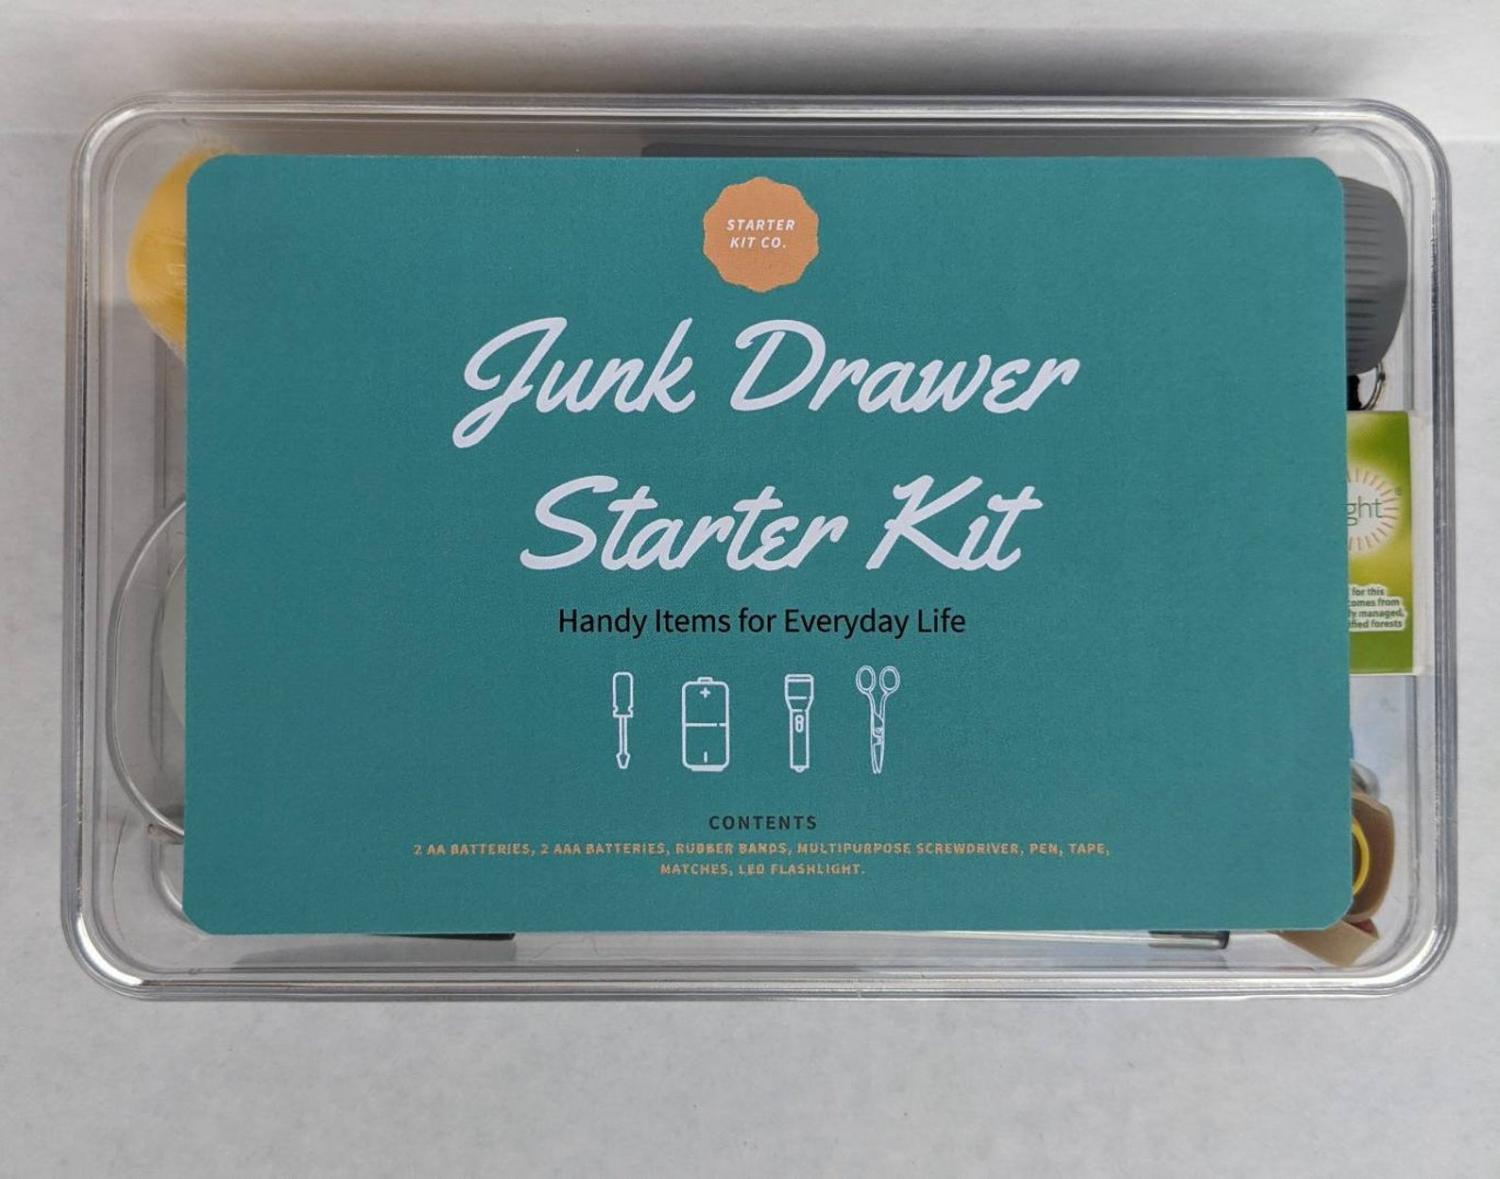 STARTER
KIT CO.
Junk Drawer
Starter Kit
Handy Items for Everyday Life
CONTENTS
2 AA BATTERIES, 2 AAA BATTERIES, RUBBER BANDS, MULTIPURPOSE SCREWDRIVER, PEN, TAPE,
MATCHES, LED FLASHLIGHT.
ght
for this
comes from
managed,
forests